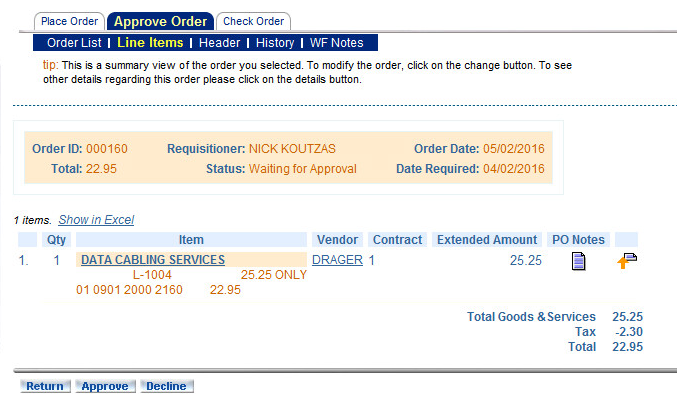 Place Order Approve Order Check Order
Order List | Line Items | Header | History | WF Notes
tip: This is a summary view of the order you selected. To modify the order, click on the change button. To see
other details regarding this order please click on the details button.
Order ID: 000160 Requisitioner: NICK KOUTZAS Order Date: 05/02/2016
Total: 22.95 Status: Waiting for Approval Date Required: 04/02/2016
1 items. Show in Excel
Qty Item Vendor Contract Extended Amount PO Notes
1. 1 DATA CABLING SERVICES DRAGER 1 25.25
L-1004 25.25 ONLY
01 0901 2000 2160 22.95
Total Goods & Services 25.25
Tax -2.30
Total 22.95
Return Approve Decline